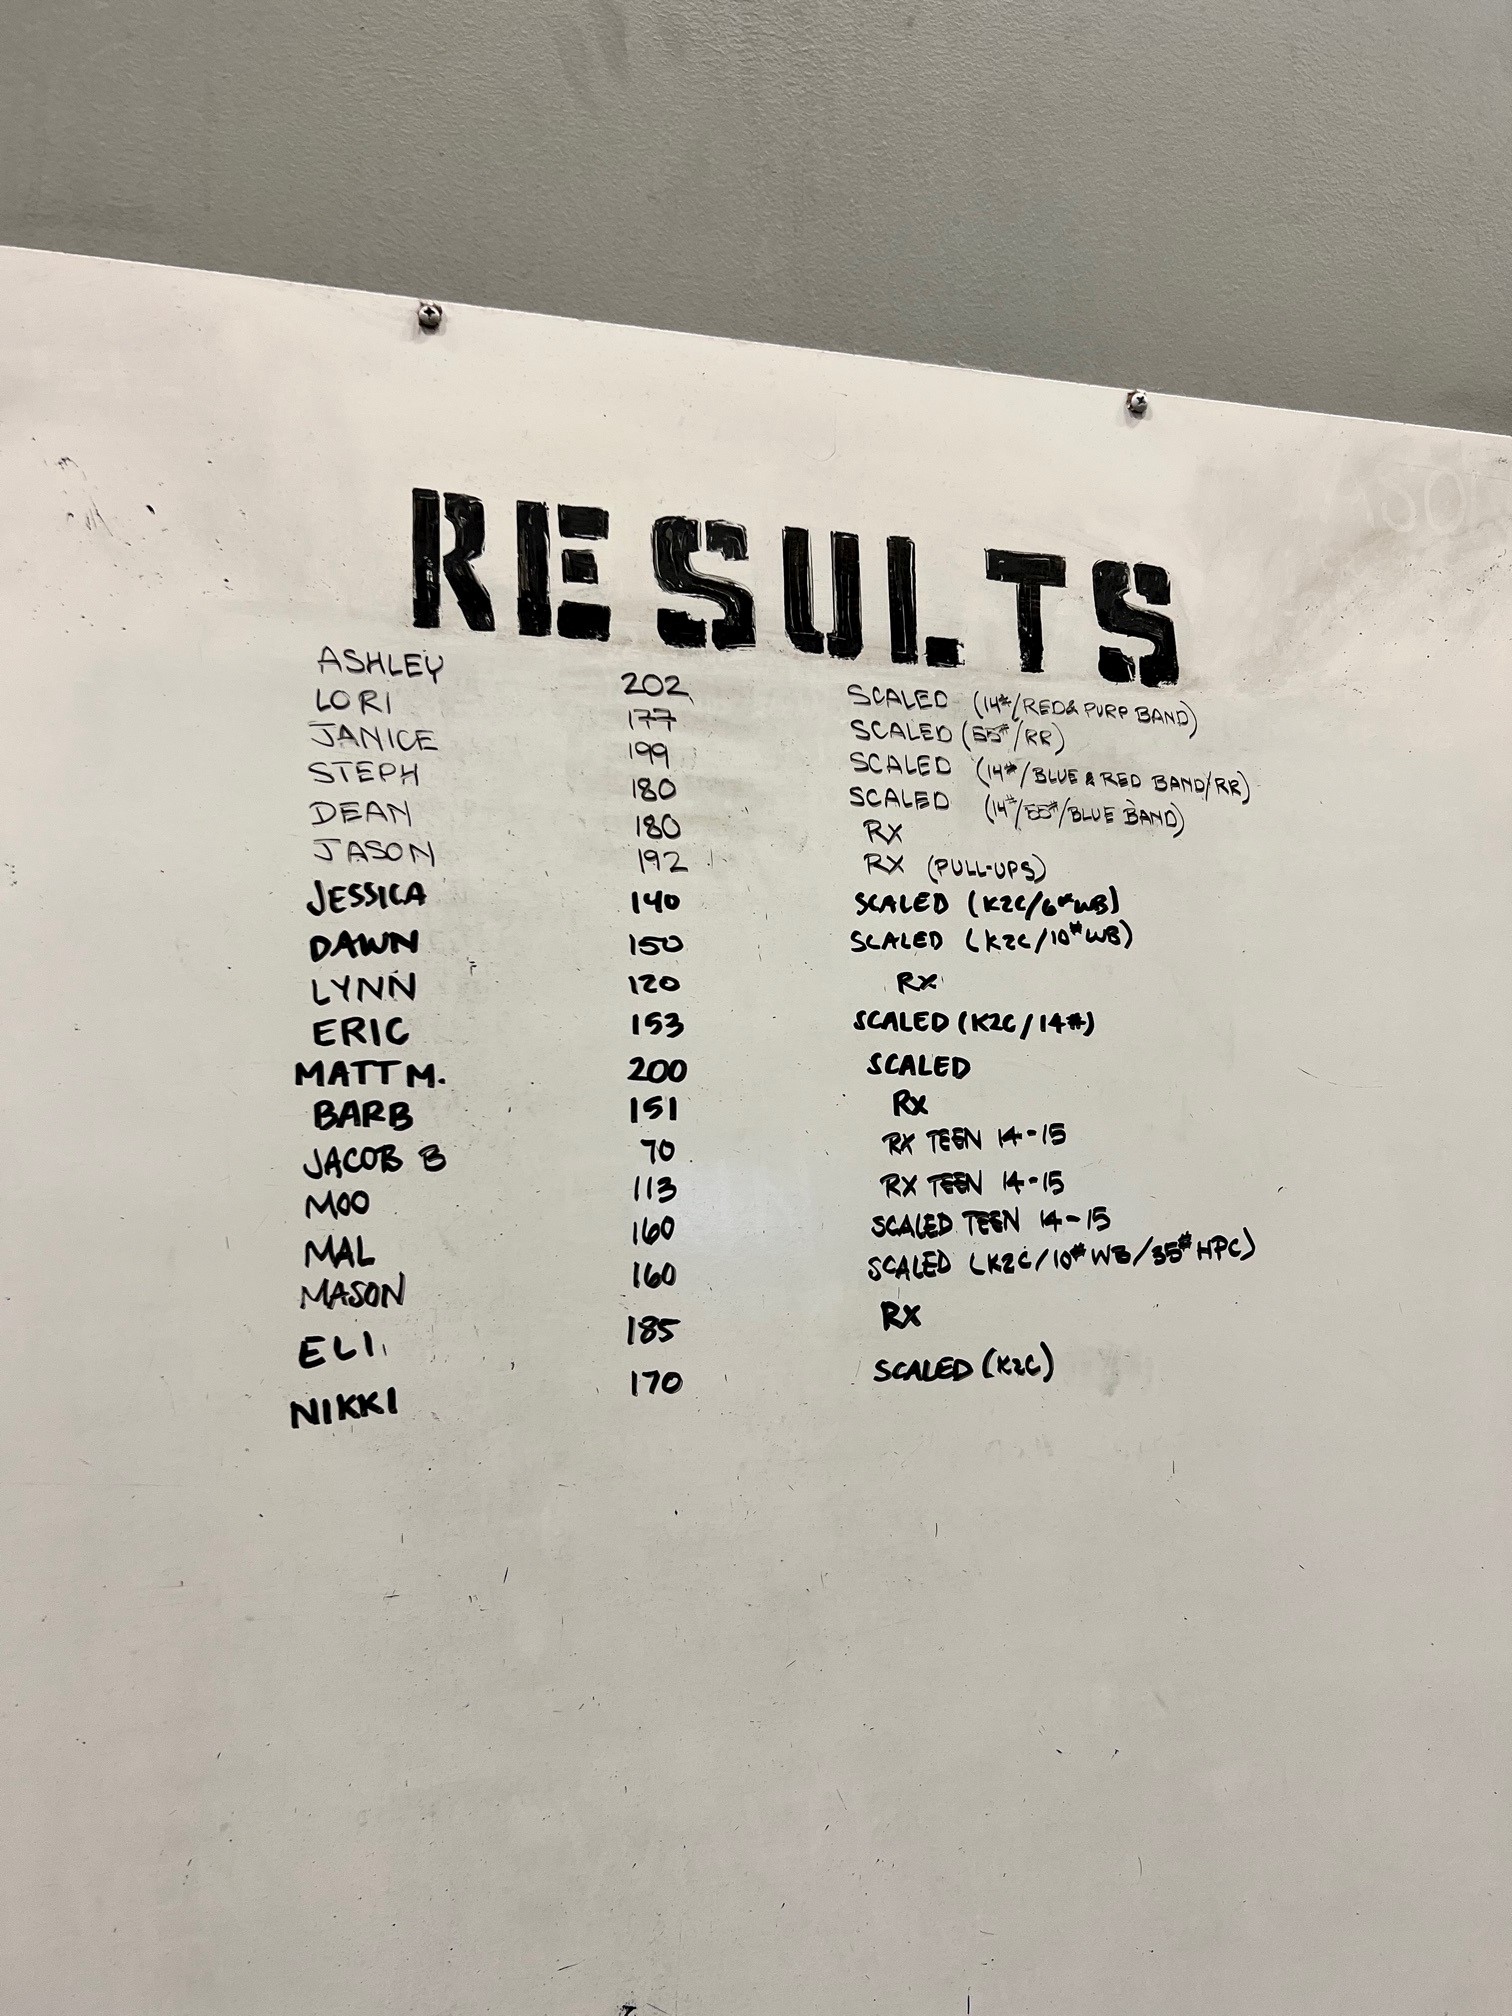 RESULTS
ASHLEY 202 SCALED (14#/RED& PURP BAND)
LORI 177 SCALED (55#/RR)
JANICE 199 SCALED (14#/BLUE & RED BAND/RR)
STEPH 180 SCALED (14#/55#/BLUE BAND)
DEAN 180 RX
JASON 192 RX (PULL-UPS)
JESSICA 140 SCALED (K2C/6#WB)
DAWN 150 SCALED (K2C/10#WB)
LYNN 120 RX
ERIC 153 SCALED (K2C/14#)
MATT M. 200 SCALED
BARB 151 RX
JACOB B 70 RX TEEN 14-15
MOO 113 RX TEEN 14-15
MAL 160 SCALED TEEN 14-15
MASON 160 SCALED (K2C/10#WB/35#HPC)
ELI 185 RX
NIKKI 170 SCALED (K2C)